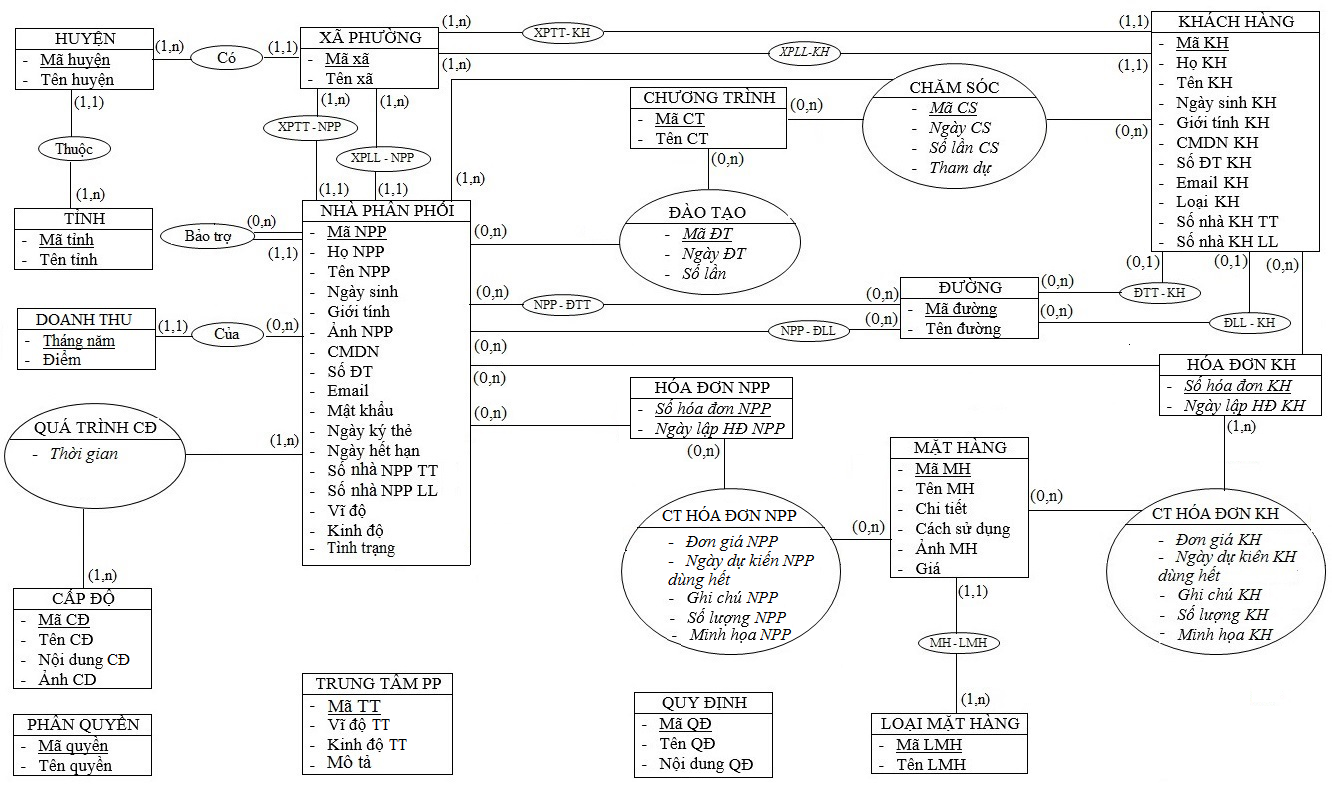 HUYỆN
- Mã huyện
- Tên huyện
(1,n)
Có
(1,1)
XÃ PHƯỜNG
- Mã xã
- Tên xã
(1,n)
XPTT- KH
(1,1)
XPLL-KH
(1,n)
(1,1)
KHÁCH HÀNG
- Mã KH
- Họ KH
- Tên KH
- Ngày sinh KH
- Giới tính KH
- CMDN KH
- Số ĐT KH
- Email KH
- Loại KH
- Số nhà KH TT
- Số nhà KH LL
CHĂM SÓC
- Mã CS
- Ngày CS
- Số lần CS
- Tham dự
(0,n)
(1,n)
CHƯƠNG TRÌNH
- Mã CT
- Tên CT
(0,n)
(0,n)
ĐÀO TẠO
- Mã ĐT
- Ngày ĐT
- Số lần
(0,n)
(1,1)
Thuộc
(1,n)
TỈNH
- Mã tỉnh
- Tên tỉnh
(1,n)
(1,n)
XPTT - NPP
XPLL - NPP
(1,1)
(1,1)
Bảo trợ
(0,n)
(1,1)
NHÀ PHÂN PHỐI
- Mã NPP
- Họ NPP
- Tên NPP
- Ngày sinh
- Giới tính
- Ảnh NPP
- CMDN
- Số ĐT
- Email
- Mật khẩu
- Ngày ký thẻ
- Ngày hết hạn
- Số nhà NPP TT
- Số nhà NPP LL
- Vĩ độ
- Kinh độ
- Tình trạng
DOANH THU
- Tháng năm
- Điểm
(1,1)
Của
(0,n)
(0,n)
NPP - ĐTT
(0,n)
NPP - ĐLL
(0,n)
(0,n)
ĐƯỜNG
- Mã đường
- Tên đường
(0,n)
ĐTT - KH
(0,1)
(0,n)
ĐLL - KH
(0,1)
(0,n)
(0,n)
HÓA ĐƠN KH
- Số hóa đơn KH
- Ngày lập HĐ KH
(1,n)
(0,n)
HÓA ĐƠN NPP
- Số hóa đơn NPP
- Ngày lập HĐ NPP
(0,n)
QUÁ TRÌNH CĐ
- Thời gian
(1,n)
(1,n)
CẤP ĐỘ
- Mã CĐ
- Tên CĐ
- Nội dung CĐ
- Ảnh CD
CT HÓA ĐƠN NPP
- Đơn giá NPP
- Ngày dự kiến NPP
dùng hết
- Ghi chú NPP
- Số lượng NPP
- Minh họa NPP
(0,n)
MẶT HÀNG
- Mã MH
- Tên MH
- Chi tiết
- Cách sử dụng
- Ảnh MH
- Giá
(0,n)
CT HÓA ĐƠN KH
- Đơn giá KH
- Ngày dự kiến KH
dùng hết
- Ghi chú KH
- Số lượng KH
- Minh họa KH
(1,1)
MH - LMH
(1,n)
LOẠI MẶT HÀNG
- Mã LMH
- Tên LMH
PHÂN QUYỀN
- Mã quyền
- Tên quyền
TRUNG TÂM PP
- Mã TT
- Vĩ độ TT
- Kinh độ TT
- Mô tả
QUY ĐỊNH
- Mã QĐ
- Tên QĐ
- Nội dung QĐ